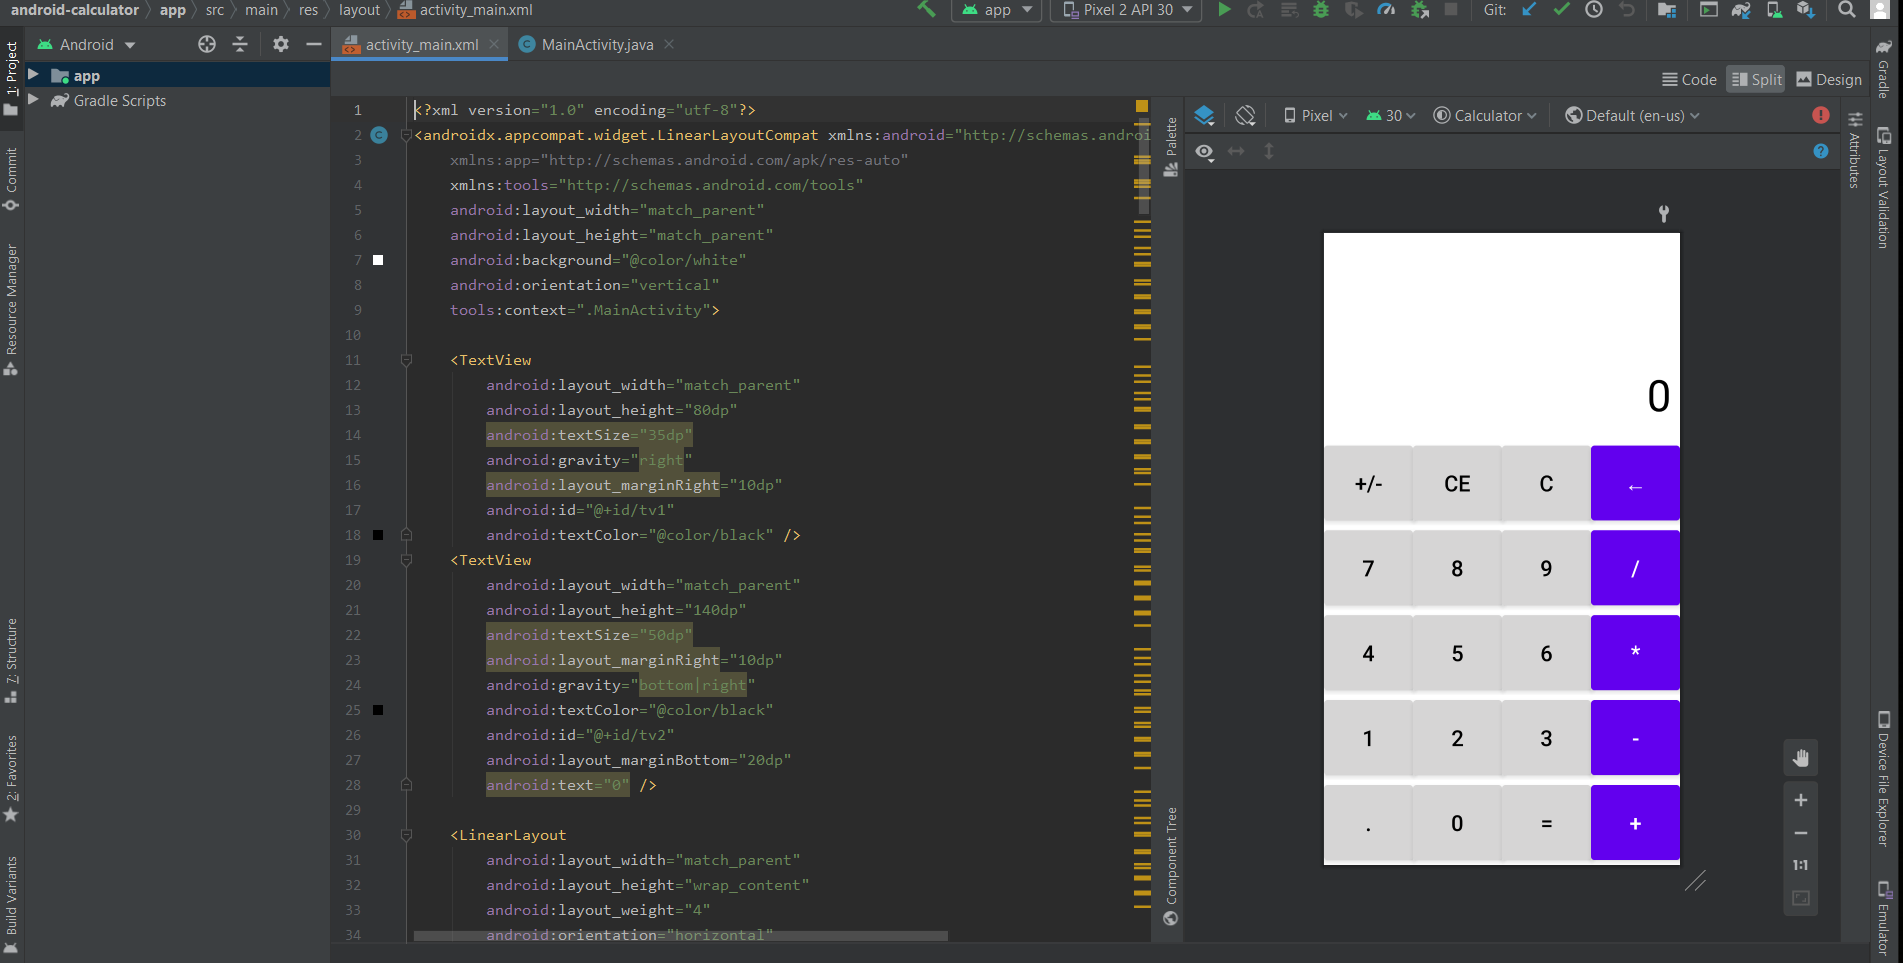 android-calculator app src main res layout activity_main.xml app Pixel 2 API 30 Git:
Android
activity_main.xml MainActivity.java
app
Gradle Scripts
Code Split Design
1: Project
Commit
Resource Manager
7: Structure
2: Favorites
Build Variants
1 <?xml version="1.0" encoding="utf-8"?>
2 <androidx.appcompat.widget.LinearLayoutCompat xmlns:android="http://schemas.androi
3 xmlns:app="http://schemas.android.com/apk/res-auto"
4 xmlns:tools="http://schemas.android.com/tools"
5 android:layout_width="match_parent"
6 android:layout_height="match_parent"
7 android:background="@color/white"
8 android:orientation="vertical"
9 tools:context=".MainActivity">
10
11 <TextView
12 android:layout_width="match_parent"
13 android:layout_height="80dp"
14 android:textSize="35dp"
15 android:gravity="right"
16 android:layout_marginRight="10dp"
17 android:id="@+id/tv1"
18 android:textColor="@color/black" />
19 <TextView
20 android:layout_width="match_parent"
21 android:layout_height="140dp"
22 android:textSize="50dp"
23 android:layout_marginRight="10dp"
24 android:gravity="bottom|right"
25 android:textColor="@color/black"
26 android:id="@+id/tv2"
27 android:layout_marginBottom="20dp"
28 android:text="0" />
29
30 <LinearLayout
31 android:layout_width="match_parent"
32 android:layout_height="wrap_content"
33 android:layout_weight="4"
34 android:orientation="horizontal"
Palette
Component Tree
Pixel 30 Calculator Default (en-us)
0
+/- CE C ←
7 8 9 /
4 5 6 *
1 2 3 -
. 0 = +
1:1
Attributes
Gradle
Layout Validation
Device File Explorer
Emulator